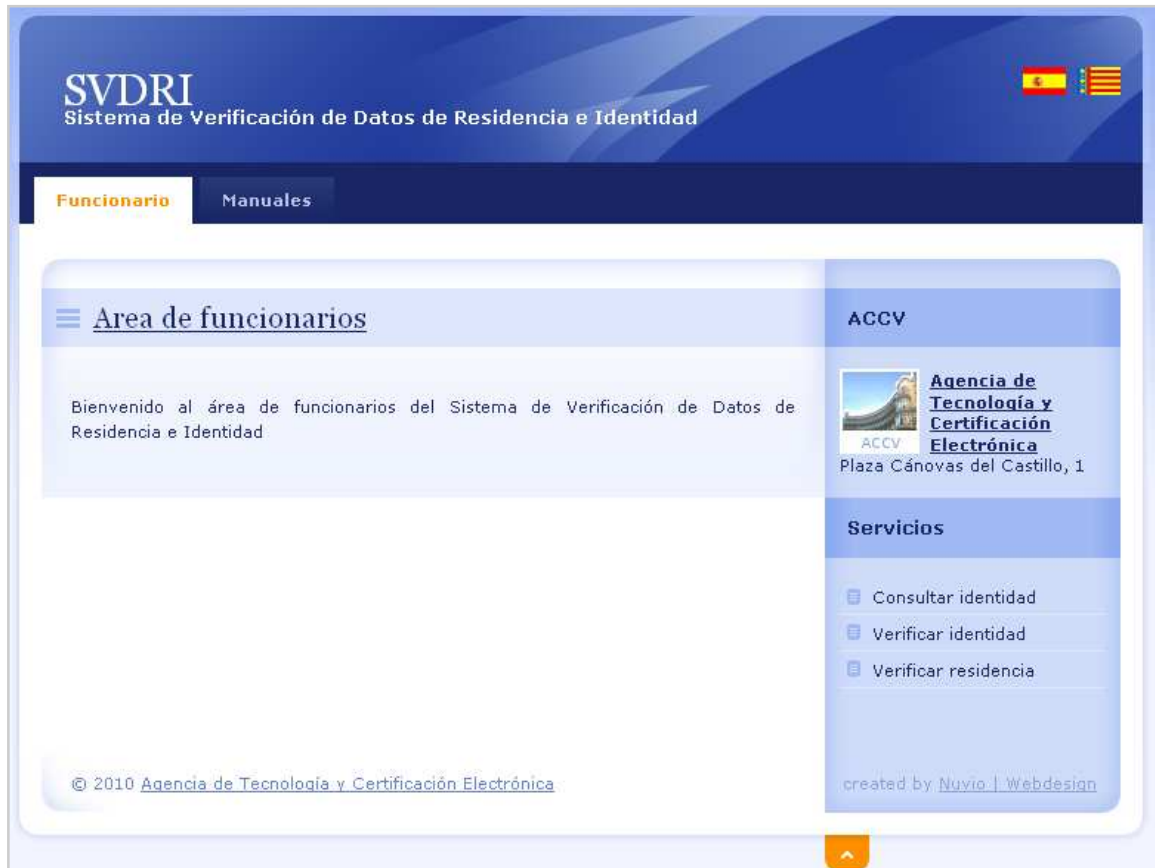 SVDRI
Sistema de Verificación de Datos de Residencia e Identidad
Funcionario
Manuales
Area de funcionarios
Bienvenido al área de funcionarios del Sistema de Verificación de Datos de
Residencia e Identidad
ACCV
ACCV
Agencia de
Tecnología y
Certificación
Electrónica
Plaza Cánovas del Castillo, 1
Servicios
Consultar identidad
Verificar identidad
Verificar residencia
© 2010 Agencia de Tecnología y Certificación Electrónica
created by Nuvio | Webdesign